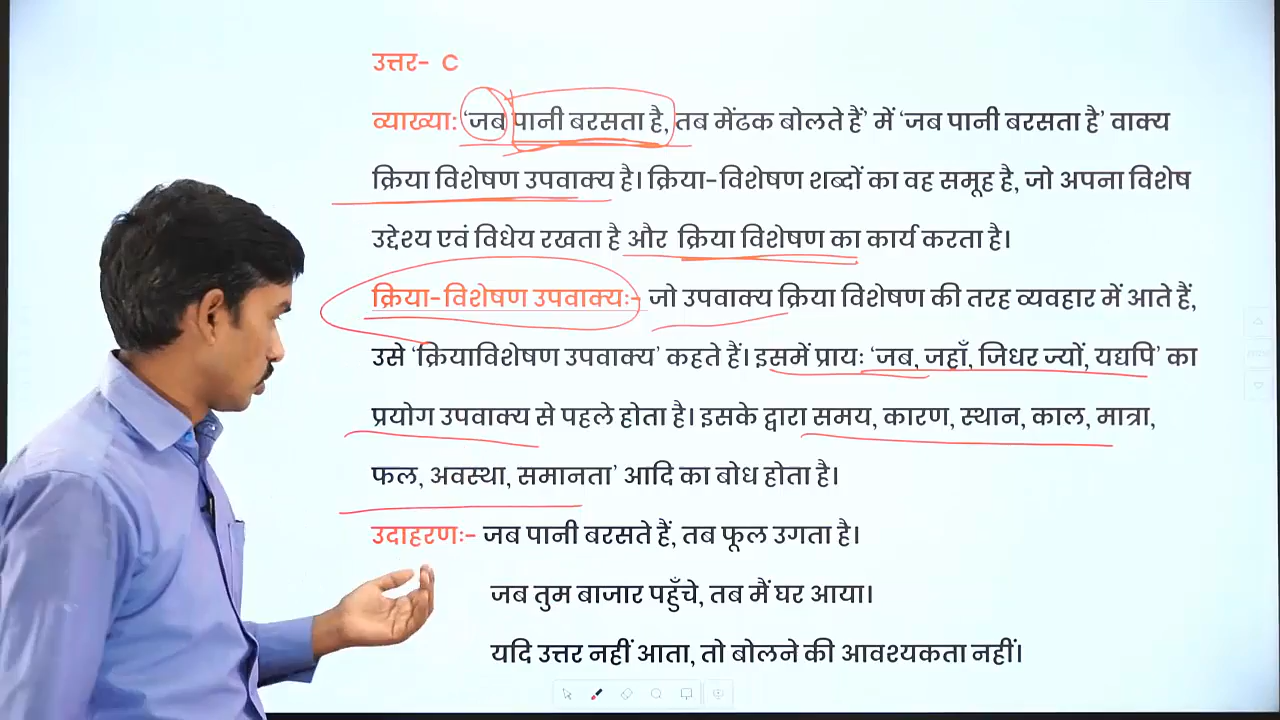 उत्तर- C
व्याख्या: 'जब पानी बरसता है, तब मेंढक बोलते हैं' में 'जब पानी बरसता है' वाक्य
क्रिया विशेषण उपवाक्य है। क्रिया-विशेषण शब्दों का वह समूह है, जो अपना विशेष
उद्देश्य एवं विधेय रखता है और क्रिया विशेषण का कार्य करता है।
क्रिया-विशेषण उपवाक्यः- जो उपवाक्य क्रिया विशेषण की तरह व्यवहार में आते हैं,
उसे 'क्रियाविशेषण उपवाक्य' कहते हैं। इसमें प्रायः 'जब, जहाँ, जिधर ज्यों, यद्यपि' का
प्रयोग उपवाक्य से पहले होता है। इसके द्वारा समय, कारण, स्थान, काल, मात्रा,
फल, अवस्था, समानता' आदि का बोध होता है।
उदाहरणः- जब पानी बरसते हैं, तब फूल उगता है।
जब तुम बाजार पहुँचे, तब मैं घर आया।
यदि उत्तर नहीं आता, तो बोलने की आवश्यकता नहीं।